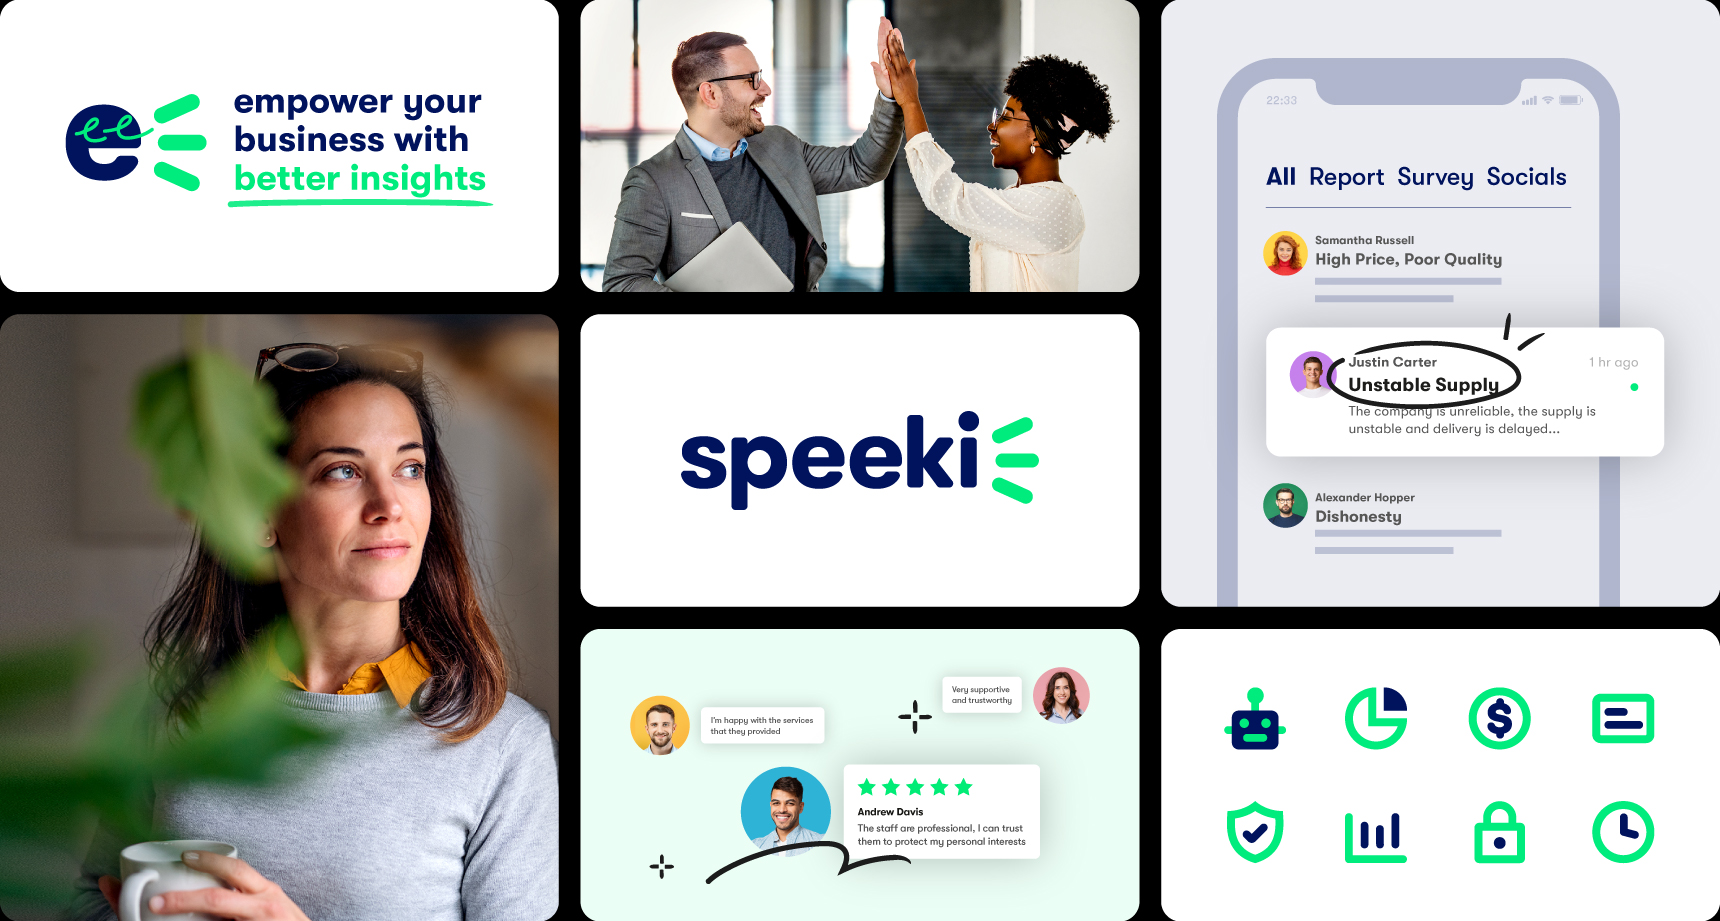 empower your
business with
better insights
speeki
I'm happy with the services
that they provided
Very supportive
and trustworthy
Andrew Davis
The staff are professional, I can trust
them to protect my personal interests
22:33
All Report Survey Socials
Samantha Russell
High Price, Poor Quality
Justin Carter
1 hr ago
Unstable Supply
The company is unreliable, the supply is
unstable and delivery is delayed...
Alexander Hopper
Dishonesty
$